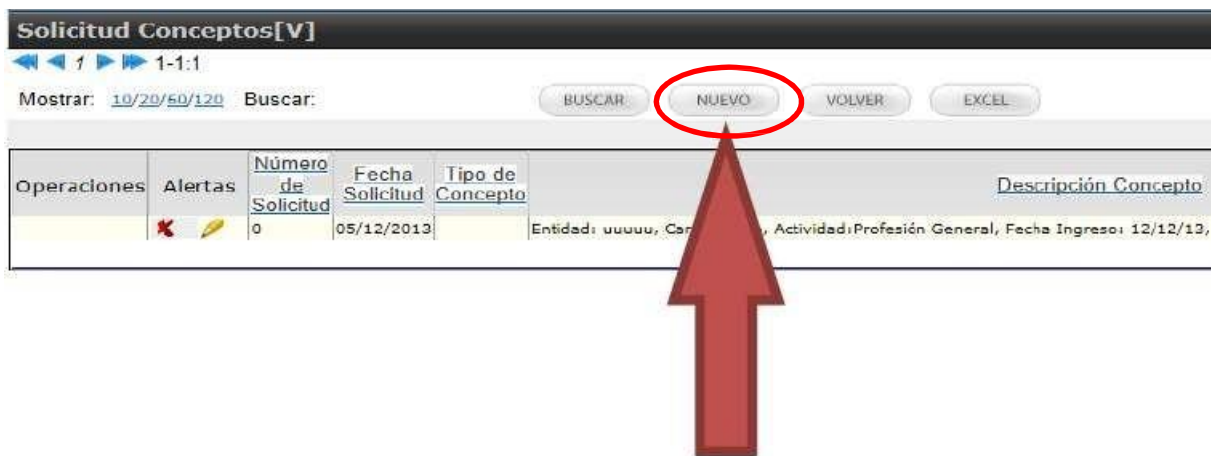 Solicitud Conceptos[V]
1 1-1:1
Mostrar: 10/20/60/120 Buscar: BUSCAR NUEVO VOLVER EXCEL
Operaciones Alertas Número de Solicitud Fecha Solicitud Tipo de Concepto Descripción Concepto
0 05/12/2013 Entidad: uuuuu, Actividad:Profesión General, Fecha Ingreso: 12/12/13,